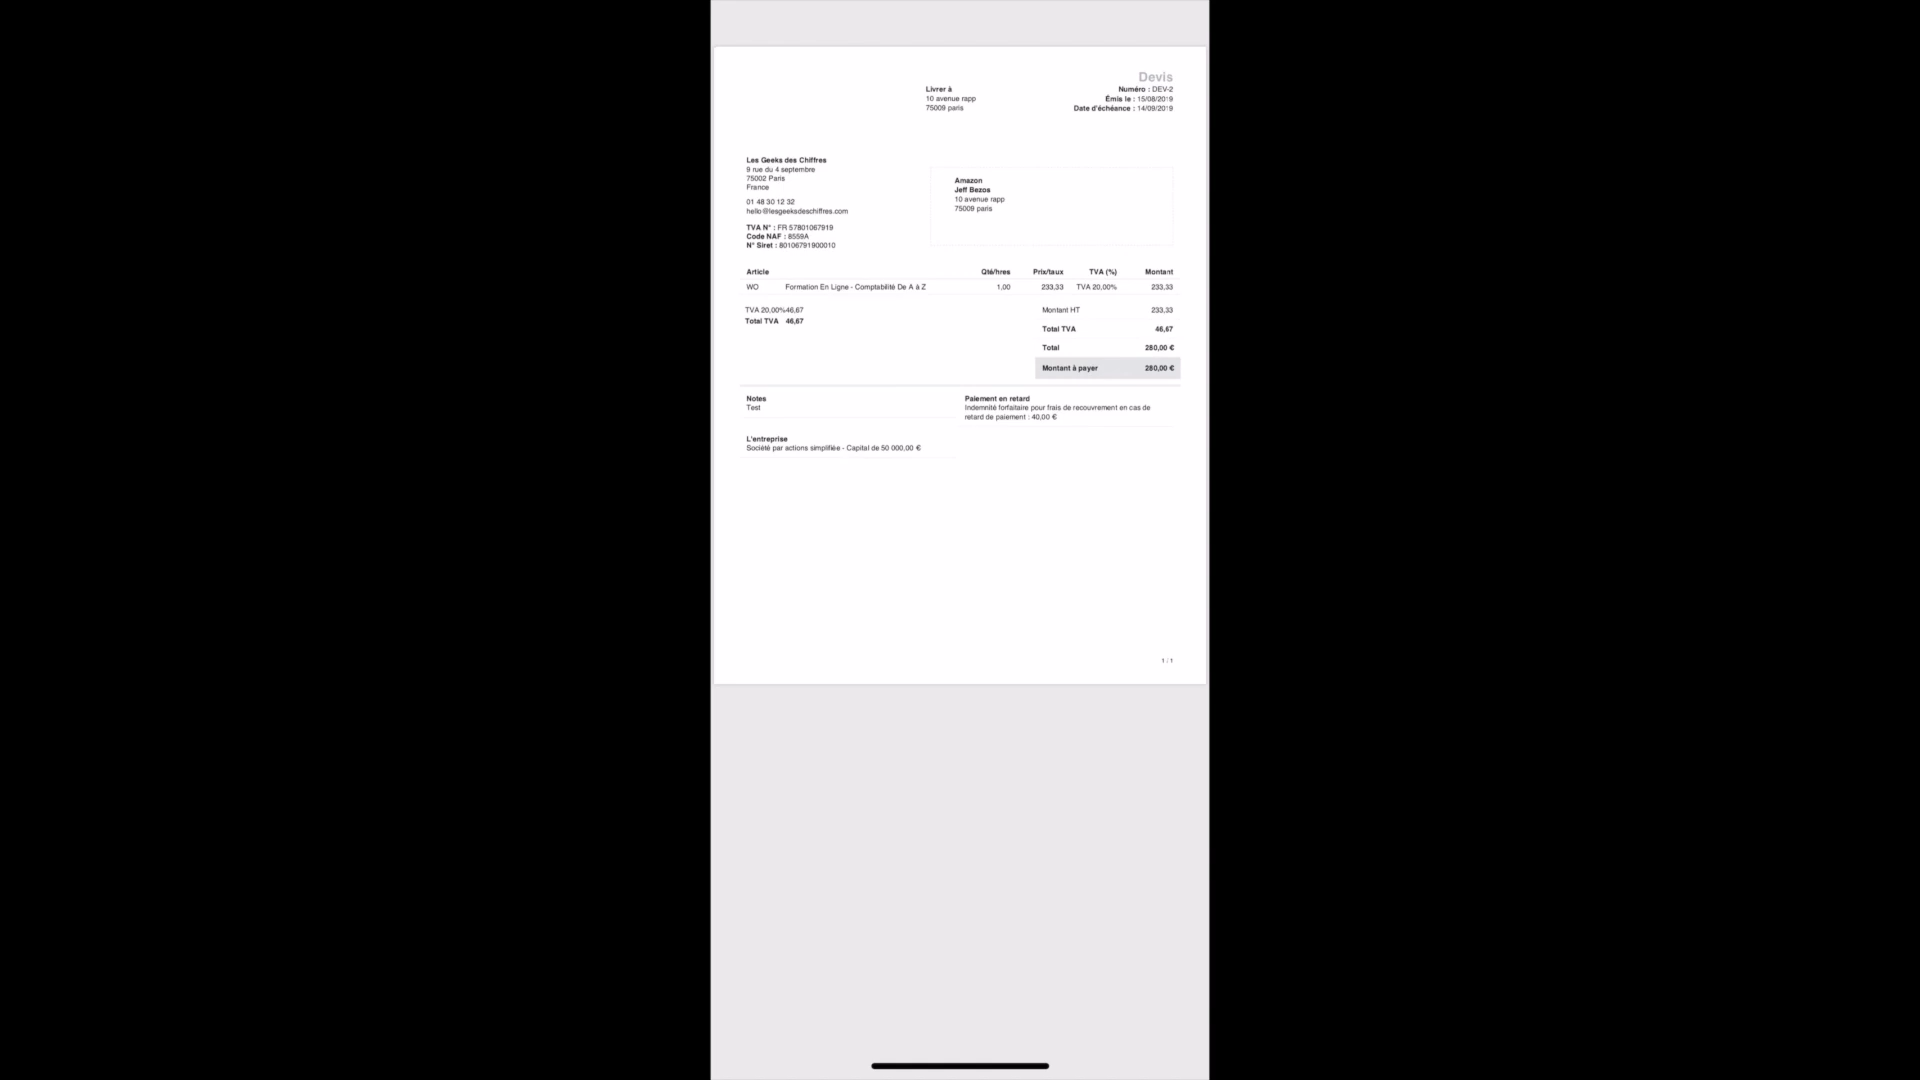 Devis
Livrer à
10 avenue rapp
75009 paris
Numéro : DEV-2
Émis le : 15/08/2019
Date d'échéance : 14/09/2019
Les Geeks des Chiffres
9 rue du 4 septembre
75002 Paris
France
01 48 30 12 32
hello@lesgeeksdeschiffres.com
TVA N° : FR 57801067919
Code NAF : 8559A
N° Siret : 80106791900010
Amazon
Jeff Bezos
10 avenue rapp
75009 paris
Article Qté/hres Prix/taux TVA (%) Montant
WO Formation En Ligne - Comptabilité De A à Z 1,00 233,33 TVA 20,00% 233,33
TVA 20,00%46,67
Total TVA 46,67
Montant HT 233,33
Total TVA 46,67
Total 280,00 €
Montant à payer 280,00 €
Notes
Test
Paiement en retard
Indemnité forfaitaire pour frais de recouvrement en cas de
retard de paiement : 40,00 €
L'entreprise
Société par actions simplifiée - Capital de 50 000,00 €
1 / 1